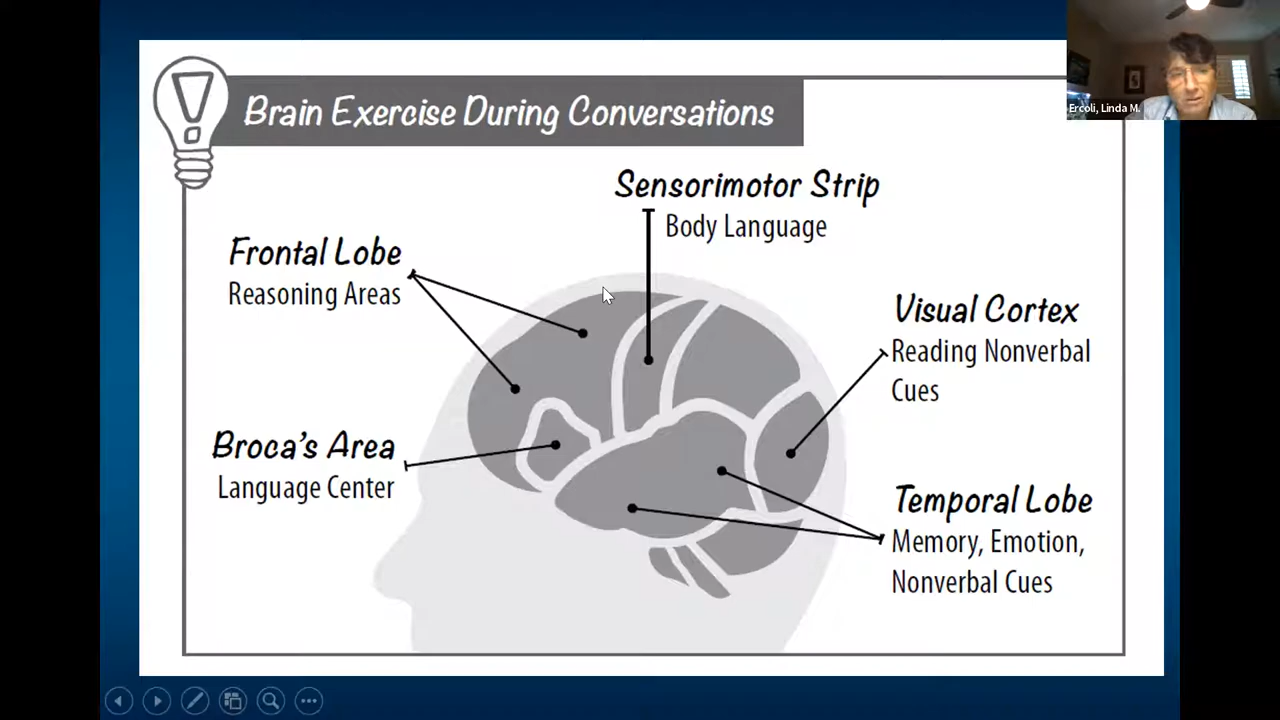 Brain Exercise During Conversations
Ercoli, Linda M.
Sensorimotor Strip
Body Language
Frontal Lobe
Reasoning Areas
Visual Cortex
Reading Nonverbal
Cues
Broca's Area
Language Center
Temporal Lobe
Memory, Emotion,
Nonverbal Cues